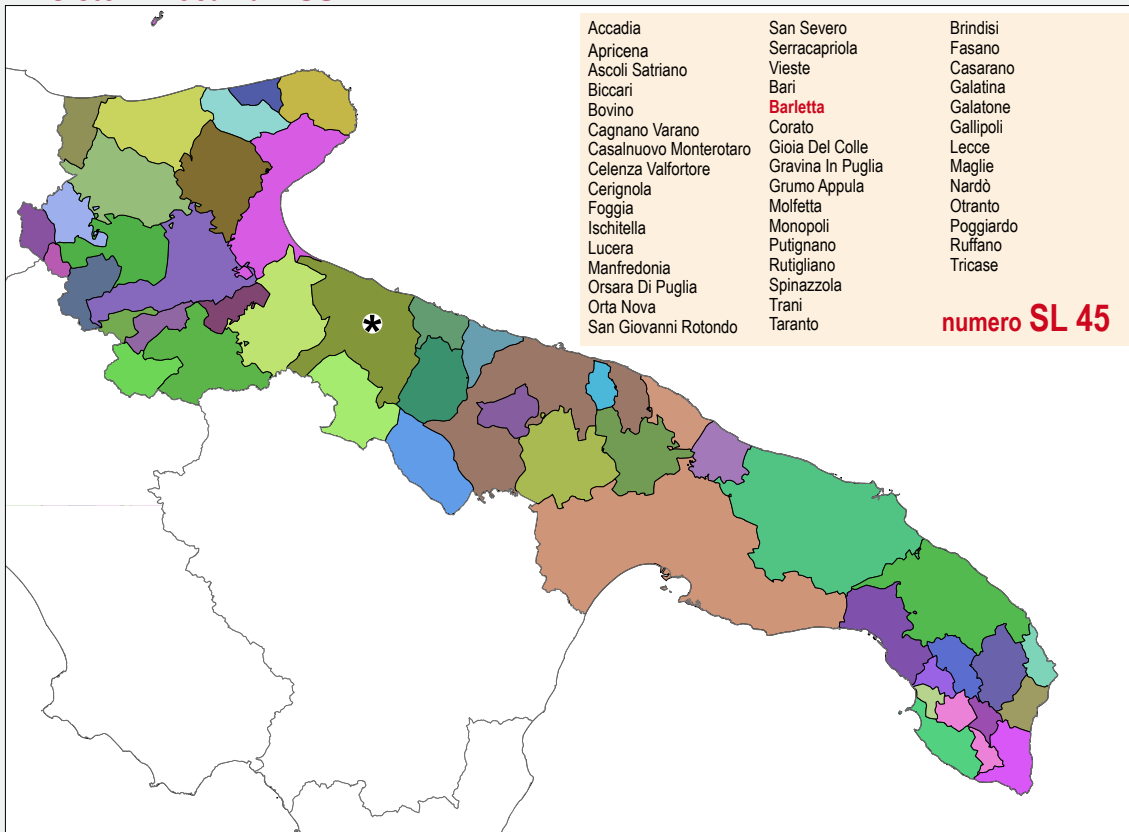 Accadia
Apricena
Ascoli Satriano
Biccari
Bovino
Cagnano Varano
Casalnuovo Monterotaro
Celenza Valfortore
Cerignola
Foggia
Ischitella
Lucera
Manfredonia
Orsara Di Puglia
Orta Nova
San Giovanni Rotondo
San Severo
Serracapriola
Vieste
Bari
Barletta
Corato
Gioia Del Colle
Gravina In Puglia
Grumo Appula
Molfetta
Monopoli
Putignano
Rutigliano
Spinazzola
Trani
Taranto
Brindisi
Fasano
Casarano
Galatina
Galatone
Gallipoli
Lecce
Maglie
Nardò
Otranto
Poggiardo
Ruffano
Tricase
numero SL 45
*